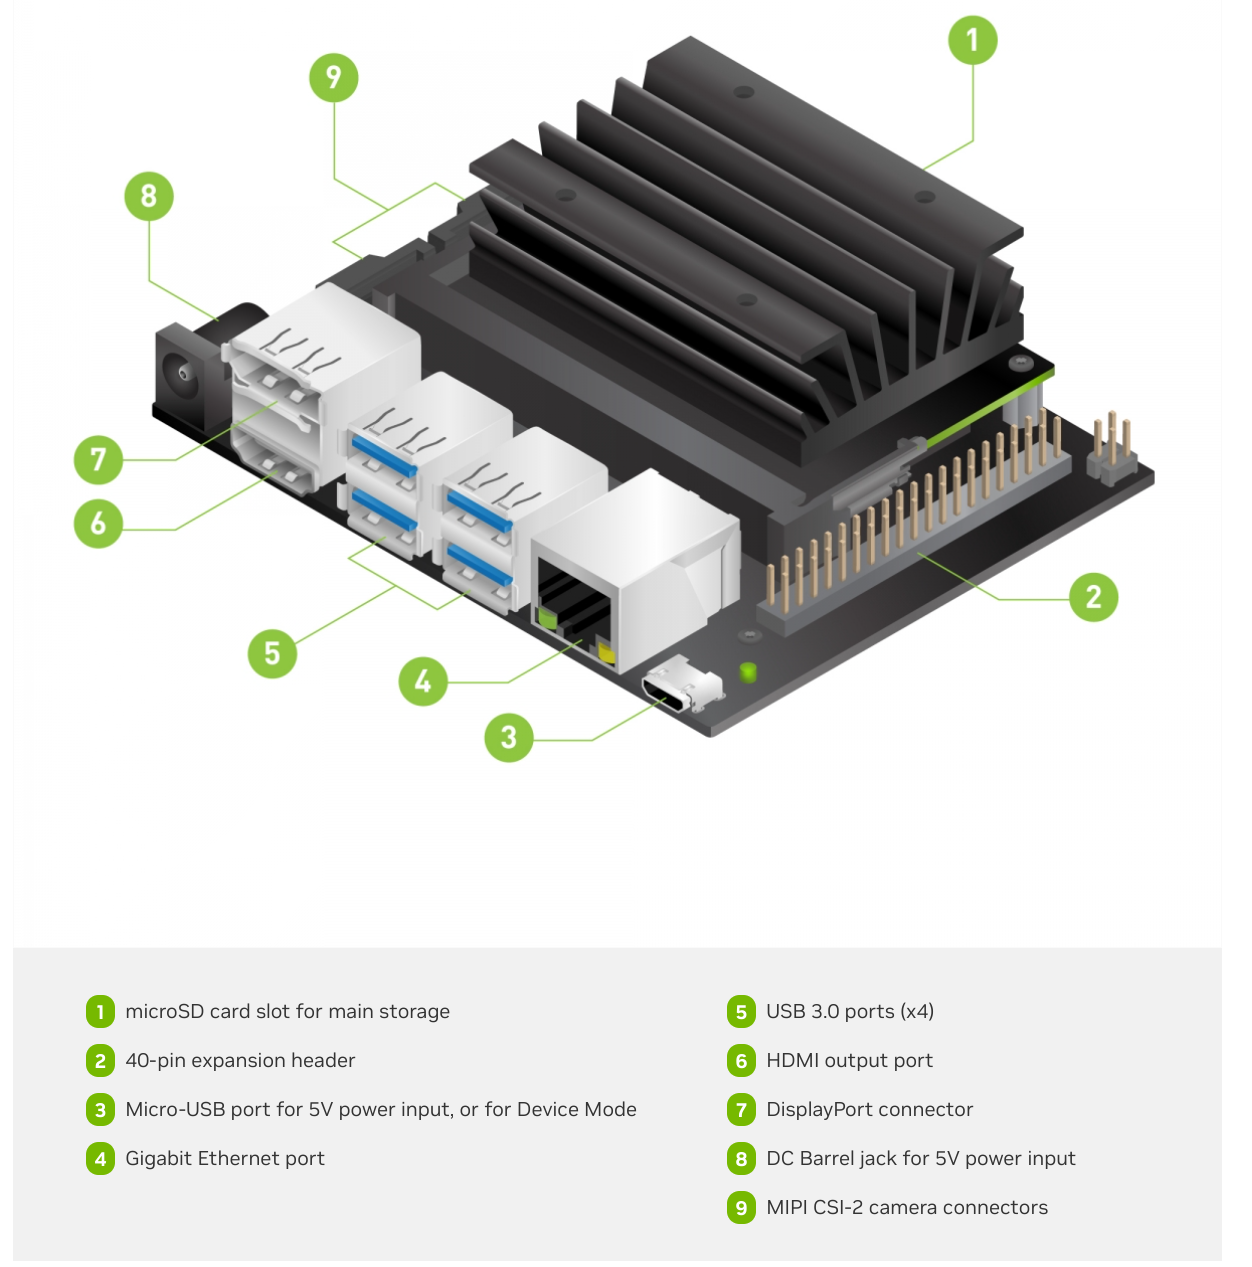 1
9
8
7
6
2
5
4
3
1 microSD card slot for main storage
2 40-pin expansion header
3 Micro-USB port for 5V power input, or for Device Mode
4 Gigabit Ethernet port
5 USB 3.0 ports (x4)
6 HDMI output port
7 DisplayPort connector
8 DC Barrel jack for 5V power input
9 MIPI CSI-2 camera connectors